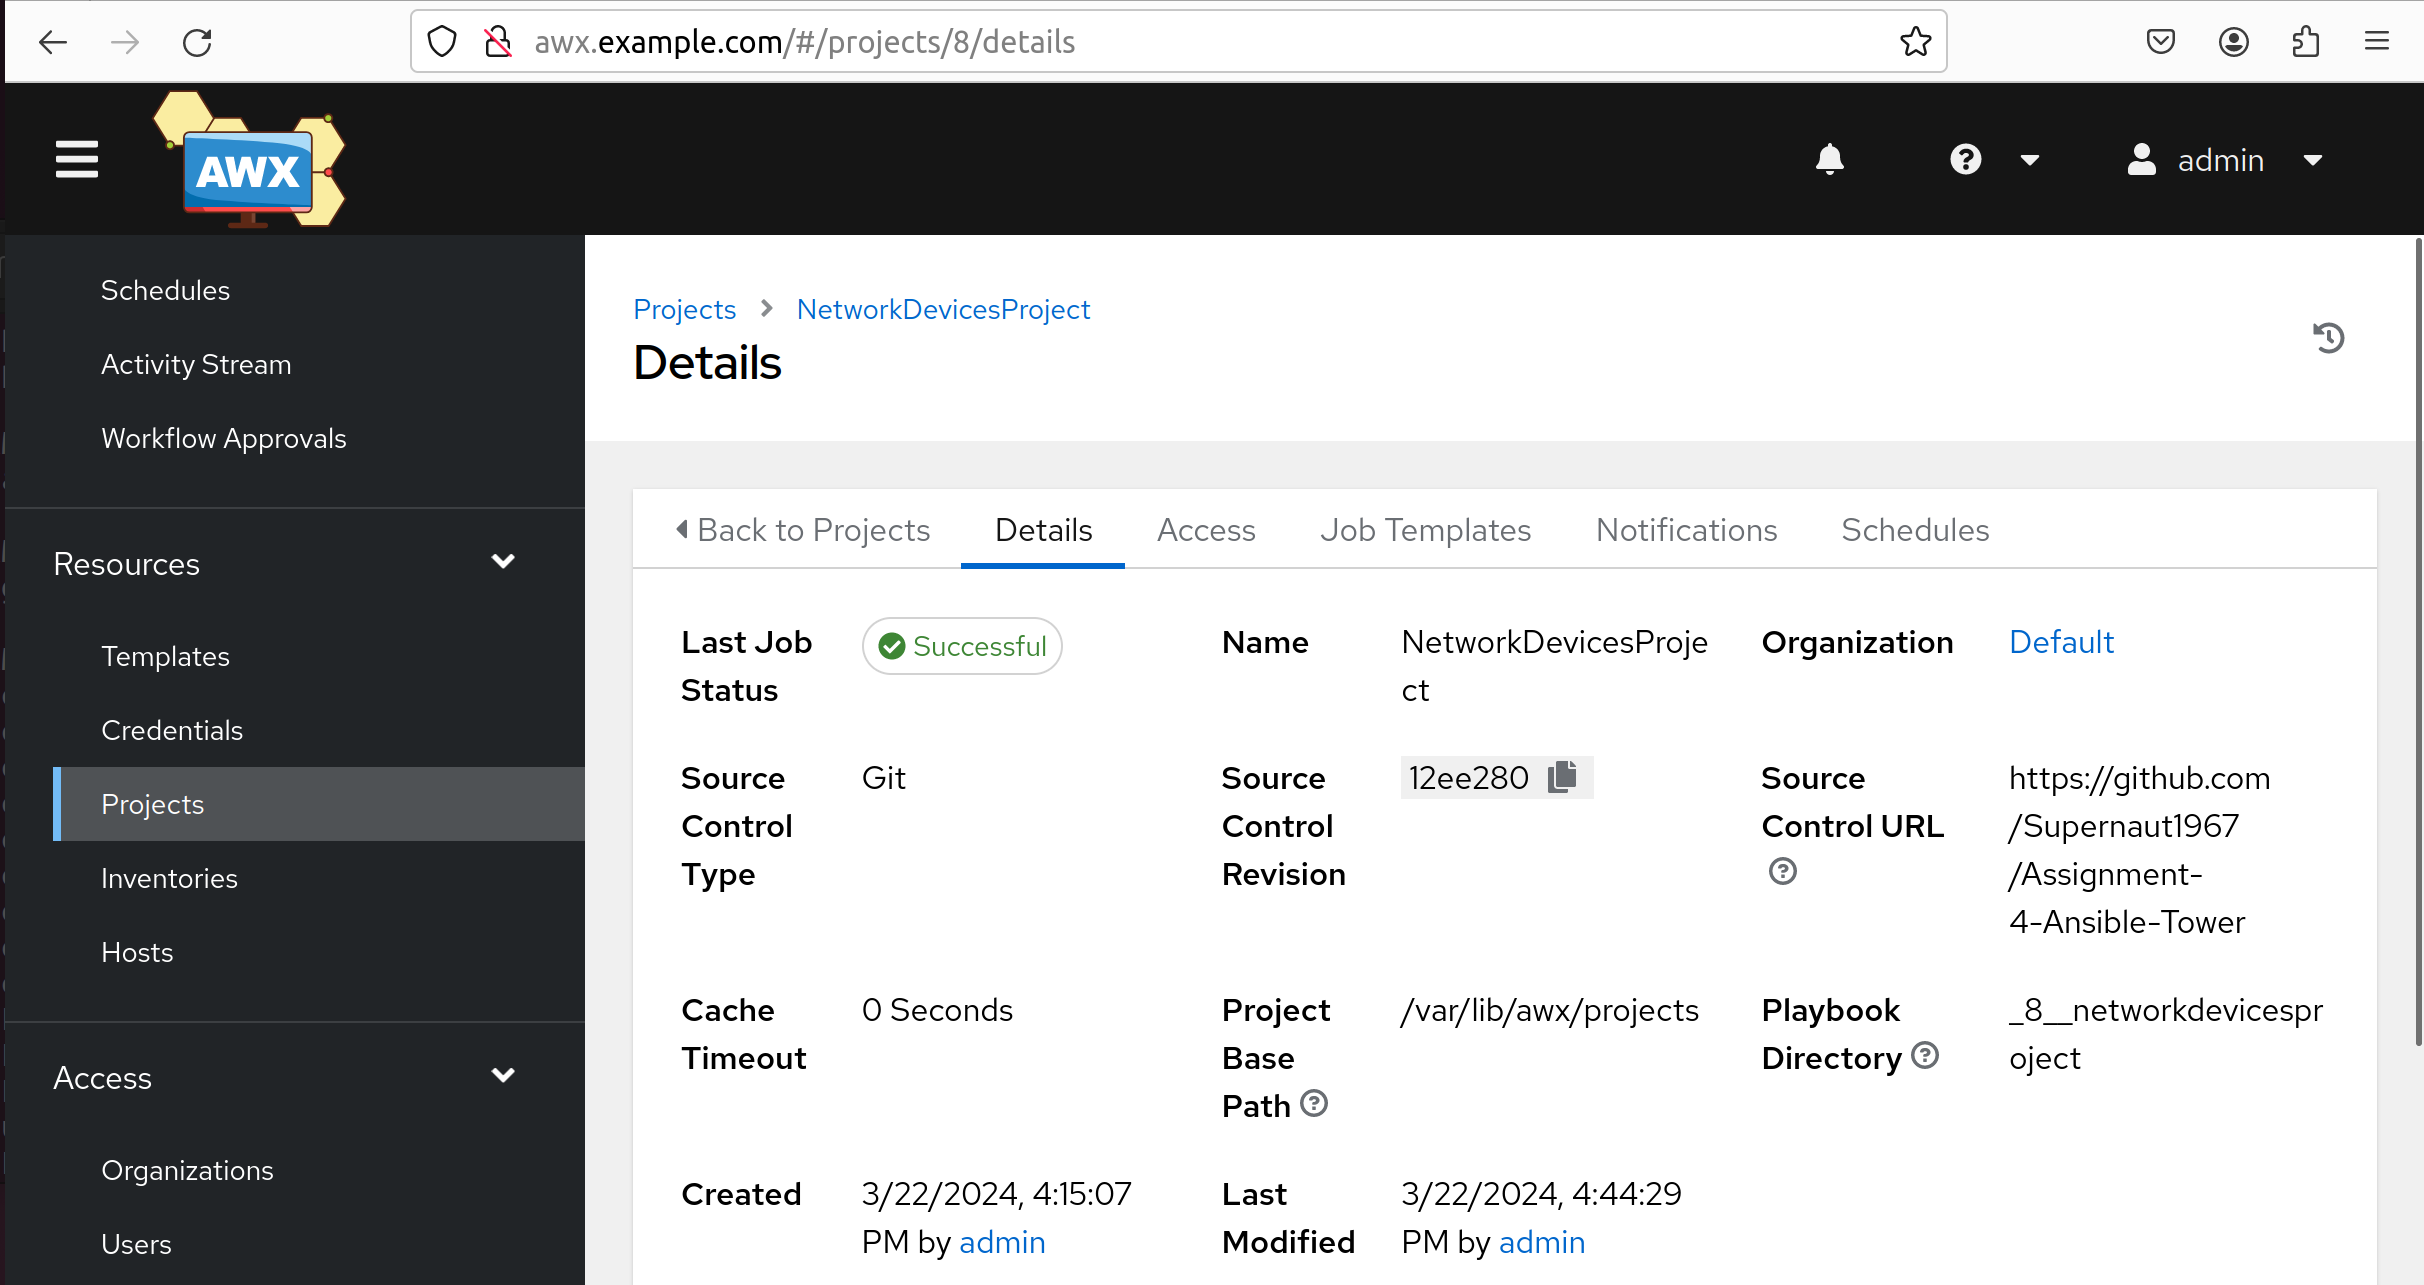 awx.example.com/#/projects/8/details
AWX
admin
Schedules
Activity Stream
Workflow Approvals
Resources
Templates
Credentials
Projects
Inventories
Hosts
Access
Organizations
Users
Projects > NetworkDevicesProject
Details
Back to Projects Details Access Job Templates Notifications Schedules
Last Job
Status
Successful
Name
NetworkDevicesProje
ct
Organization
Default
Source
Control
Type
Git
Source
Control
Revision
12ee280
Source
Control URL
https://github.com
/Supernaut1967
/Assignment-
4-Ansible-Tower
Cache
Timeout
0 Seconds
Project
Base
Path
/var/lib/awx/projects
Playbook
Directory
_8__networkdevicespr
oject
Created
3/22/2024, 4:15:07
PM by admin
Last
Modified
3/22/2024, 4:44:29
PM by admin